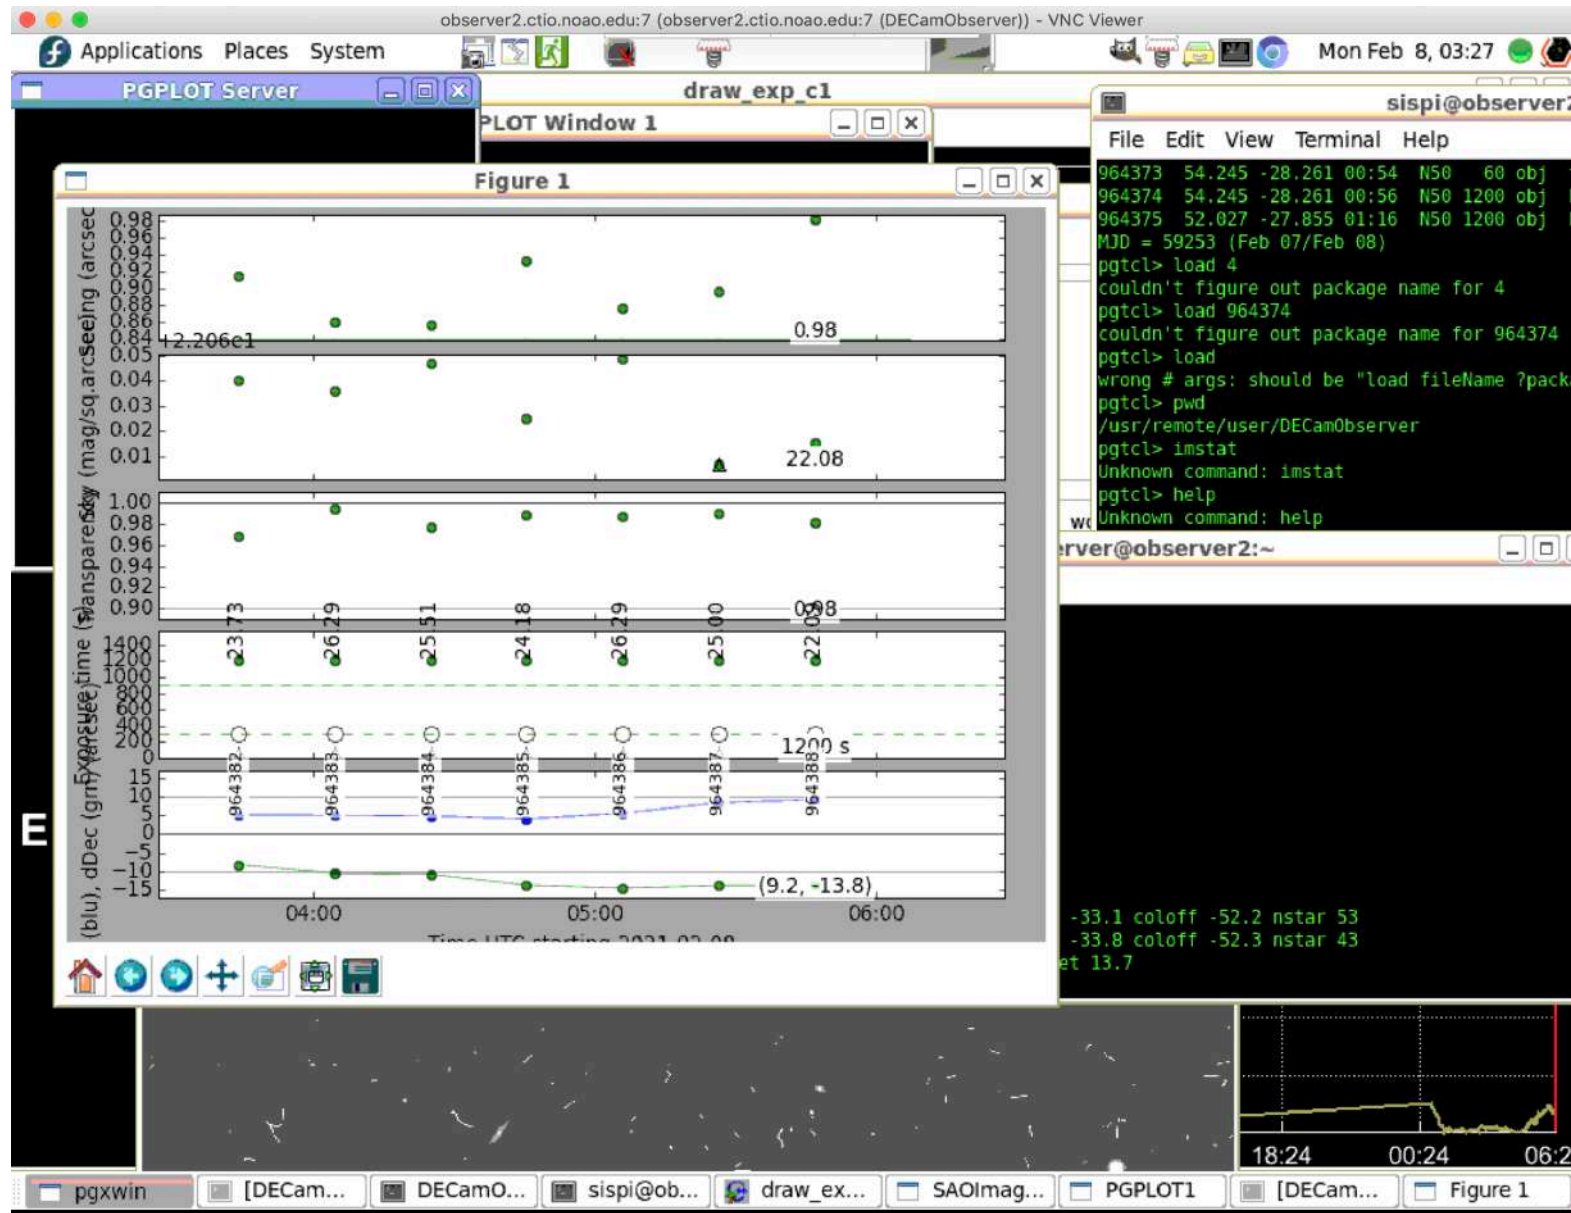 observer2.ctio.noao.edu:7 (observer2.ctio.noao.edu:7 (DECamObserver)) - VNC Viewer
Applications Places System
Mon Feb 8, 03:27
PGPLOT Server
draw_exp_c1
PLOT Window 1
sispi@observer2
File Edit View Terminal Help
964373 54.245 -28.261 00:54 N50 60 obj
964374 54.245 -28.261 00:56 N50 1200 obj
964375 52.027 -27.855 01:16 N50 1200 obj
MJD = 59253 (Feb 07/Feb 08)
pgtcl> load 4
couldn't figure out package name for 4
pgtcl> load 964374
couldn't figure out package name for 964374
pgtcl> load
wrong # args: should be "load fileName ?packa
pgtcl> pwd
/usr/remote/user/DECamObserver
pgtcl> imstat
Unknown command: imstat
pgtcl> help
Unknown command: help
Figure 1
Seeing (arcsec
0.98
0.96
0.94
0.92
0.90
0.88
0.86
0.84
0.98
+2.206e1
Sky (mag/sq.arcsec)
0.05
0.04
0.03
0.02
0.01
22.08
Transparency
1.00
0.98
0.96
0.94
0.92
0.90
0.98
Exposure time (s)
1400
1200
1000
800
600
400
200
0
23.73
26.29
25.51
24.18
26.29
25.00
1200 s
(blu), dDec (grn) (arcsec)
15
10
5
0
-5
-10
-15
964382
964383
964384
964385
964386
964387
964388
(9.2, -13.8)
04:00 05:00 06:00
Time UTC starting 2021-02-08
E
erver@observer2:~
-33.1 coloff -52.2 nstar 53
-33.8 coloff -52.3 nstar 43
et 13.7
18:24 00:24 06:2
pgxwin
[DECam...
DECamO...
sispi@ob...
draw_ex...
SAOImag...
PGPLOT1
[DECam...
Figure 1